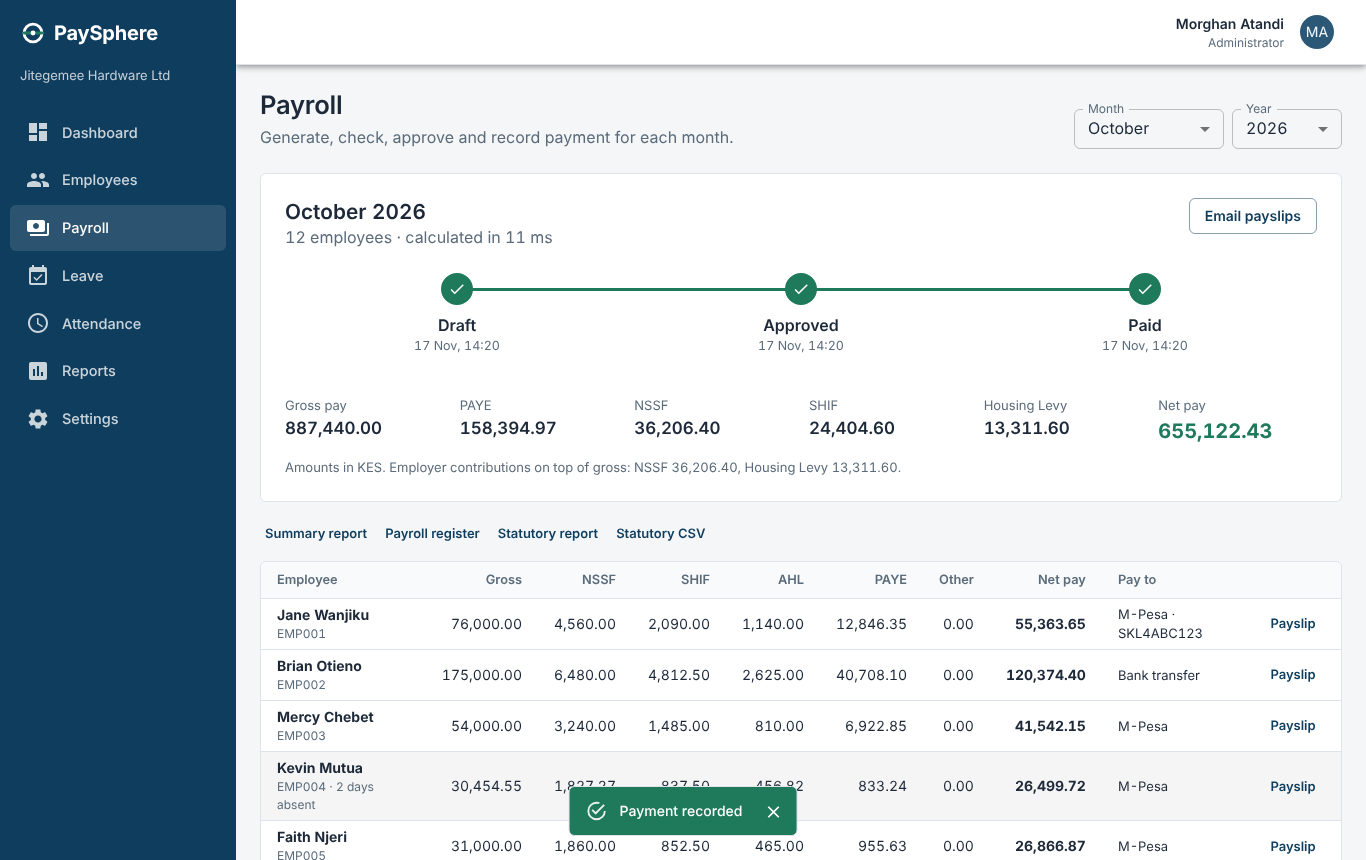 PaySphere
Jitegemee Hardware Ltd
Dashboard
Employees
Payroll
Leave
Attendance
Reports
Settings
Morghan Atandi
Administrator
MA
Payroll
Generate, check, approve and record payment for each month.
Month
October
Year
2026
October 2026
12 employees · calculated in 11 ms
Email payslips
Draft
17 Nov, 14:20
Approved
17 Nov, 14:20
Paid
17 Nov, 14:20
Gross pay PAYE NSSF SHIF Housing Levy Net pay
887,440.00 158,394.97 36,206.40 24,404.60 13,311.60 655,122.43
Amounts in KES. Employer contributions on top of gross: NSSF 36,206.40, Housing Levy 13,311.60.
Summary report Payroll register Statutory report Statutory CSV
Employee Gross NSSF SHIF AHL PAYE Other Net pay Pay to
Jane Wanjiku
EMP001
76,000.00 4,560.00 2,090.00 1,140.00 12,846.35 0.00 55,363.65
M-Pesa ·
SKL4ABC123
Payslip
Brian Otieno
EMP002
175,000.00 6,480.00 4,812.50 2,625.00 40,708.10 0.00 120,374.40 Bank transfer Payslip
Mercy Chebet
EMP003
54,000.00 3,240.00 1,485.00 810.00 6,922.85 0.00 41,542.15 M-Pesa Payslip
Kevin Mutua
EMP004 · 2 days
absent
30,454.55 1,827.27 837.50 456.82 833.24 0.00 26,499.72 M-Pesa Payslip
Payment recorded
Faith Njeri
EMP005
31,000.00 1,860.00 852.50 465.00 955.63 0.00 26,866.87 M-Pesa Payslip